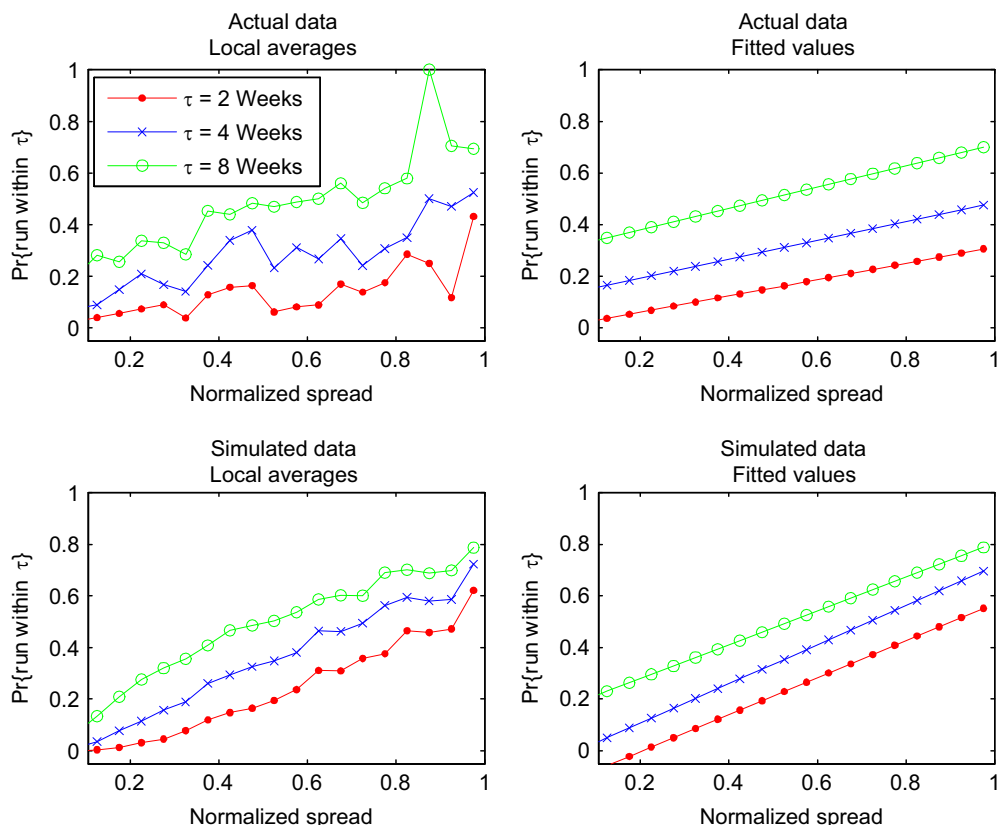 Actual data
Local averages
Pr{run within τ}
1
0.8
0.6
0.4
0.2
0
τ = 2 Weeks
τ = 4 Weeks
τ = 8 Weeks
0.2 0.4 0.6 0.8 1
Normalized spread
Actual data
Fitted values
Pr{run within τ}
1
0.8
0.6
0.4
0.2
0
0.2 0.4 0.6 0.8 1
Normalized spread
Simulated data
Local averages
Pr{run within τ}
1
0.8
0.6
0.4
0.2
0
0.2 0.4 0.6 0.8 1
Normalized spread
Simulated data
Fitted values
Pr{run within τ}
1
0.8
0.6
0.4
0.2
0
0.2 0.4 0.6 0.8 1
Normalized spread